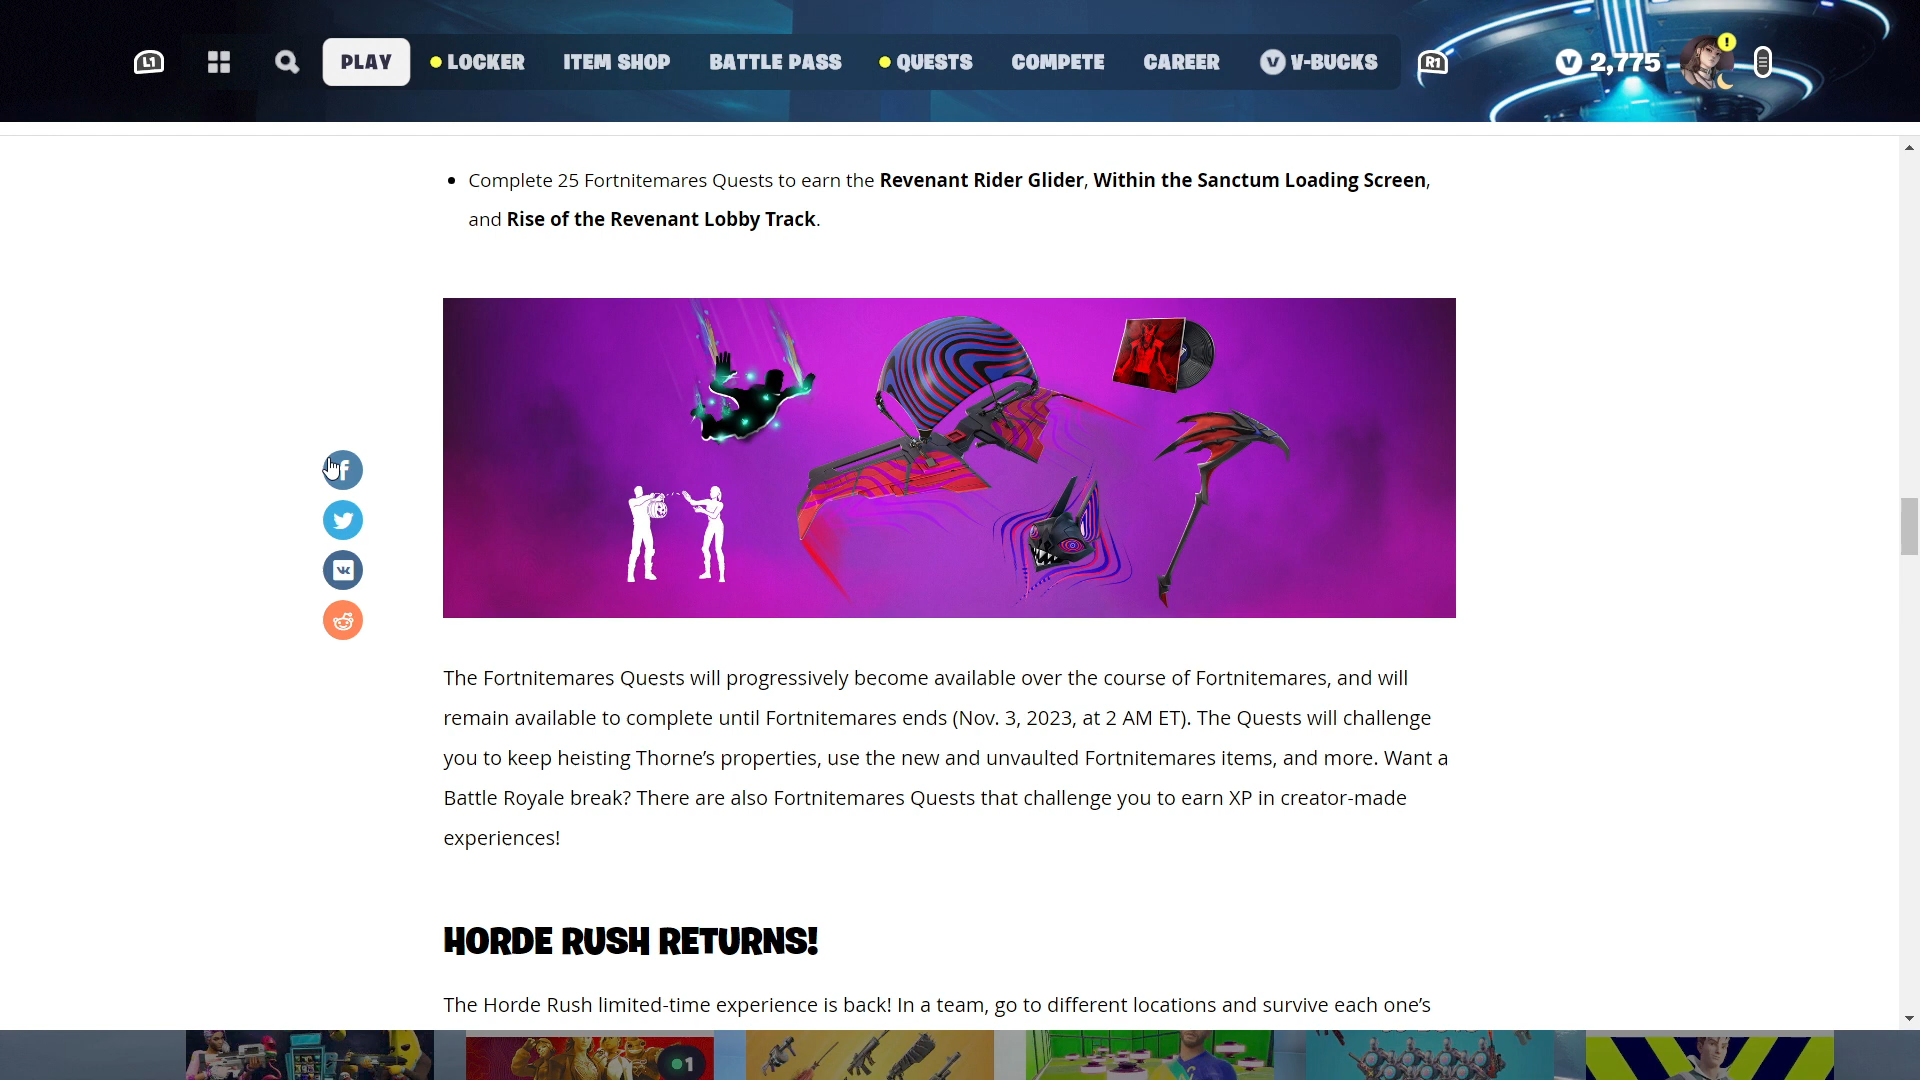 L1
PLAY
LOCKER
ITEM SHOP
BATTLE PASS
QUESTS
COMPETE
CAREER
V-BUCKS
R1
2,775
Complete 25 Fortnitemares Quests to earn the Revenant Rider Glider, Within the Sanctum Loading Screen,
and Rise of the Revenant Lobby Track.
The Fortnitemares Quests will progressively become available over the course of Fortnitemares, and will
remain available to complete until Fortnitemares ends (Nov. 3, 2023, at 2 AM ET). The Quests will challenge
you to keep heisting Thorne’s properties, use the new and unvaulted Fortnitemares items, and more. Want a
Battle Royale break? There are also Fortnitemares Quests that challenge you to earn XP in creator-made
experiences!
HORDE RUSH RETURNS!
The Horde Rush limited-time experience is back! In a team, go to different locations and survive each one’s
1